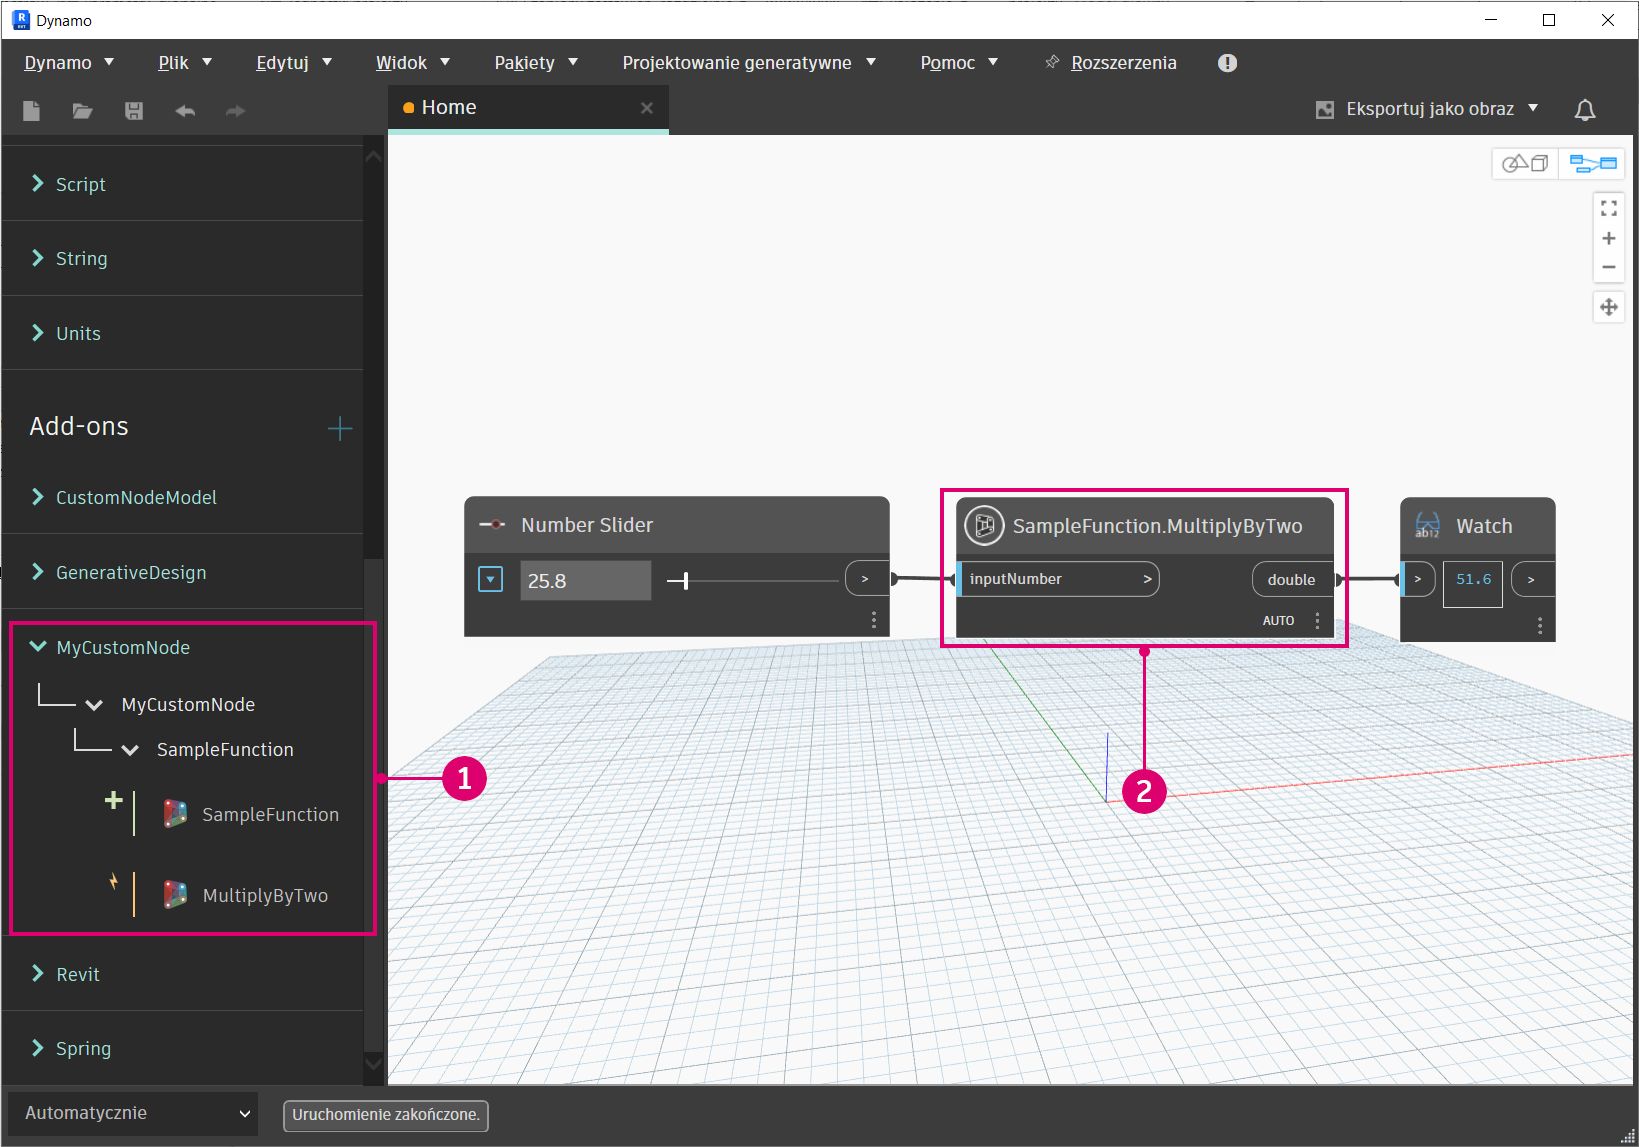 Dynamo
Dynamo Plik Edytuj Widok Pakiety Projektowanie generatywne Pomoc Rozszerzenia
Home Eksportuj jako obraz
Script
String
Units
Add-ons
CustomNodeModel
GenerativeDesign
MyCustomNode
MyCustomNode
SampleFunction
SampleFunction
MultiplyByTwo
Revit
Spring
1
Number Slider
25.8 >
SampleFunction.MultiplyByTwo
inputNumber > double
AUTO
2
ab12 Watch
> 51.6 >
Automatycznie Uruchomienie zakończone.